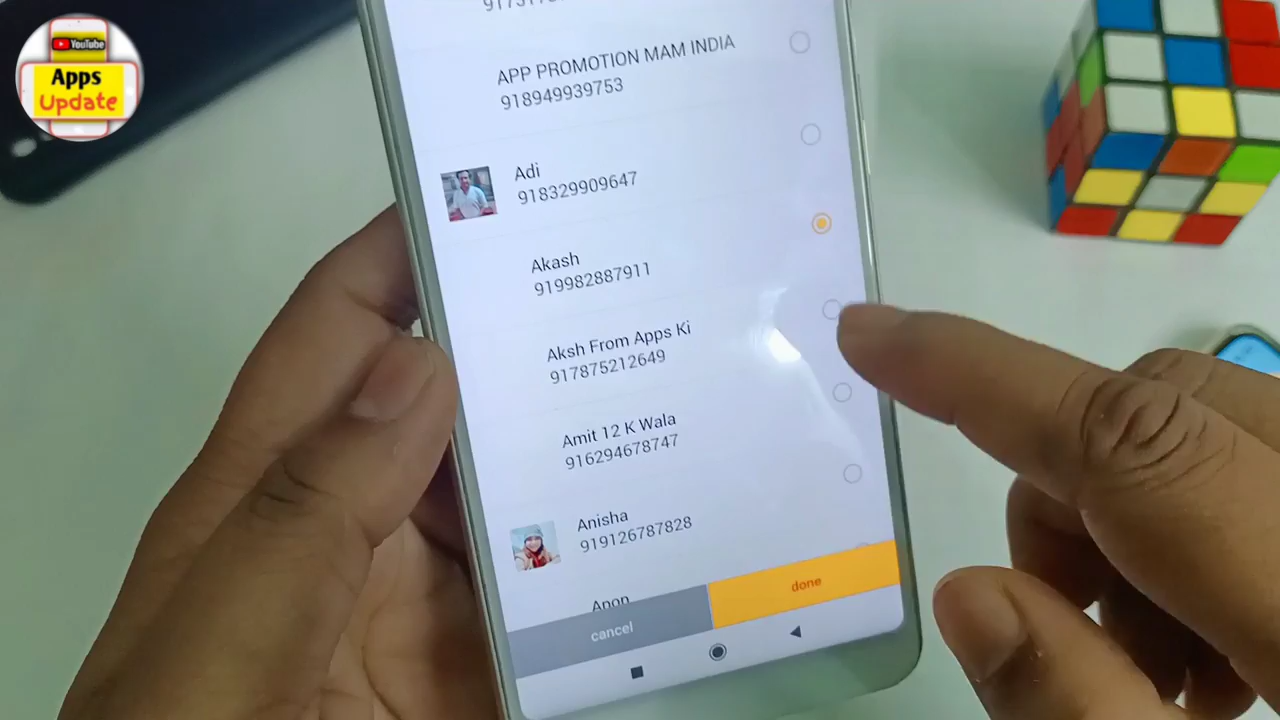 YouTube
Apps
Update
APP PROMOTION MAM INDIA
918949939753
Adi
918329909647
Akash
919982887911
Aksh From Apps Ki
917875212649
Amit 12 K Wala
916294678747
Anisha
919126787828
cancel
done